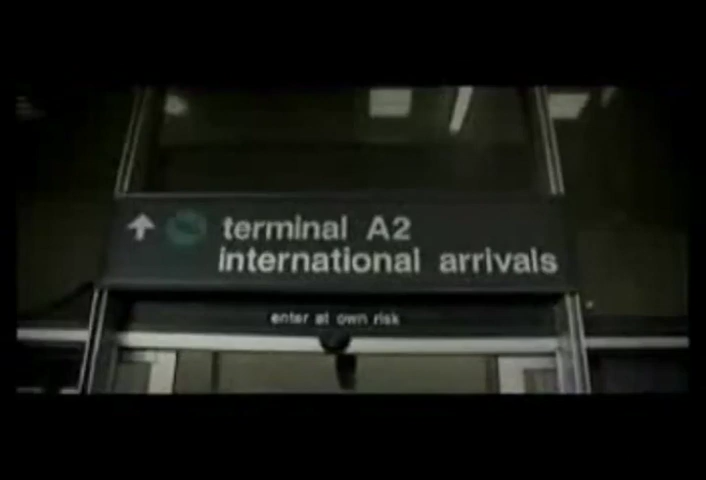 terminal A2
international arrivals
enter at own risk